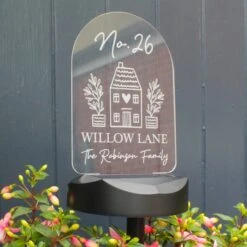 No. 26
WILLOW LANE
The Robinson Family